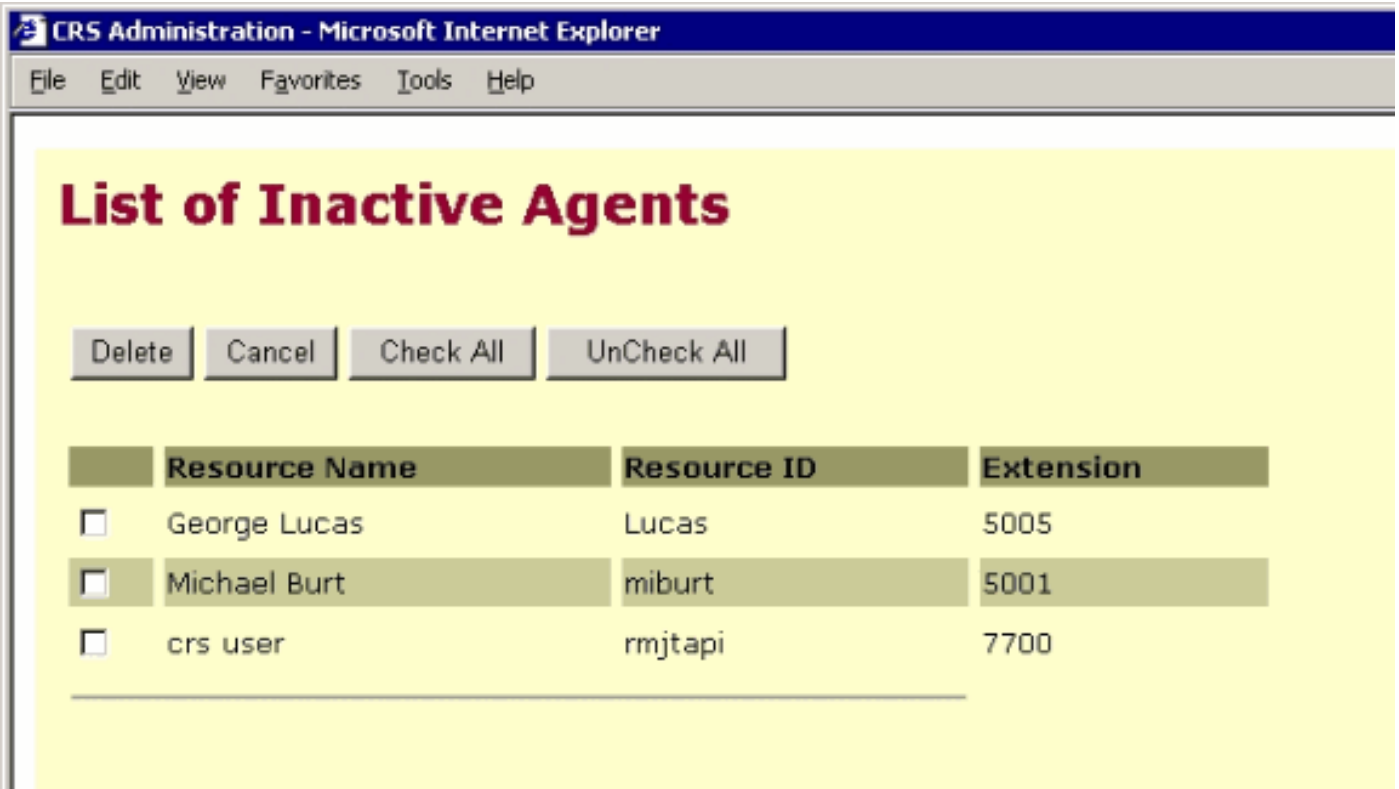 CRS Administration - Microsoft Internet Explorer
File Edit View Favorites Tools Help
List of Inactive Agents
Delete Cancel Check All UnCheck All
Resource Name Resource ID Extension
George Lucas Lucas 5005
Michael Burt miburt 5001
crs user rmjtapi 7700